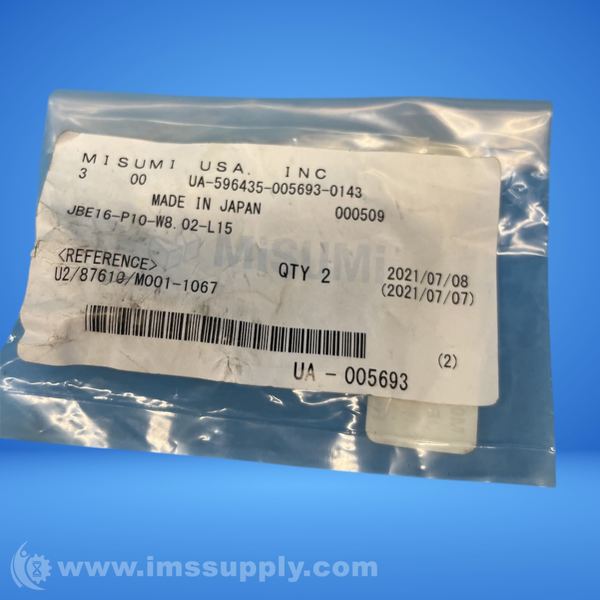 MISUMI USA. INC
3 00 UA-596435-005693-0143
MADE IN JAPAN 000509
JBE16-P10-W8.02-L15
MiSUMi
<REFERENCE> QTY 2 2021/07/08
U2/87610/M001-1067 (2021/07/07)
(2)
UA - 005693
www.imssupply.com